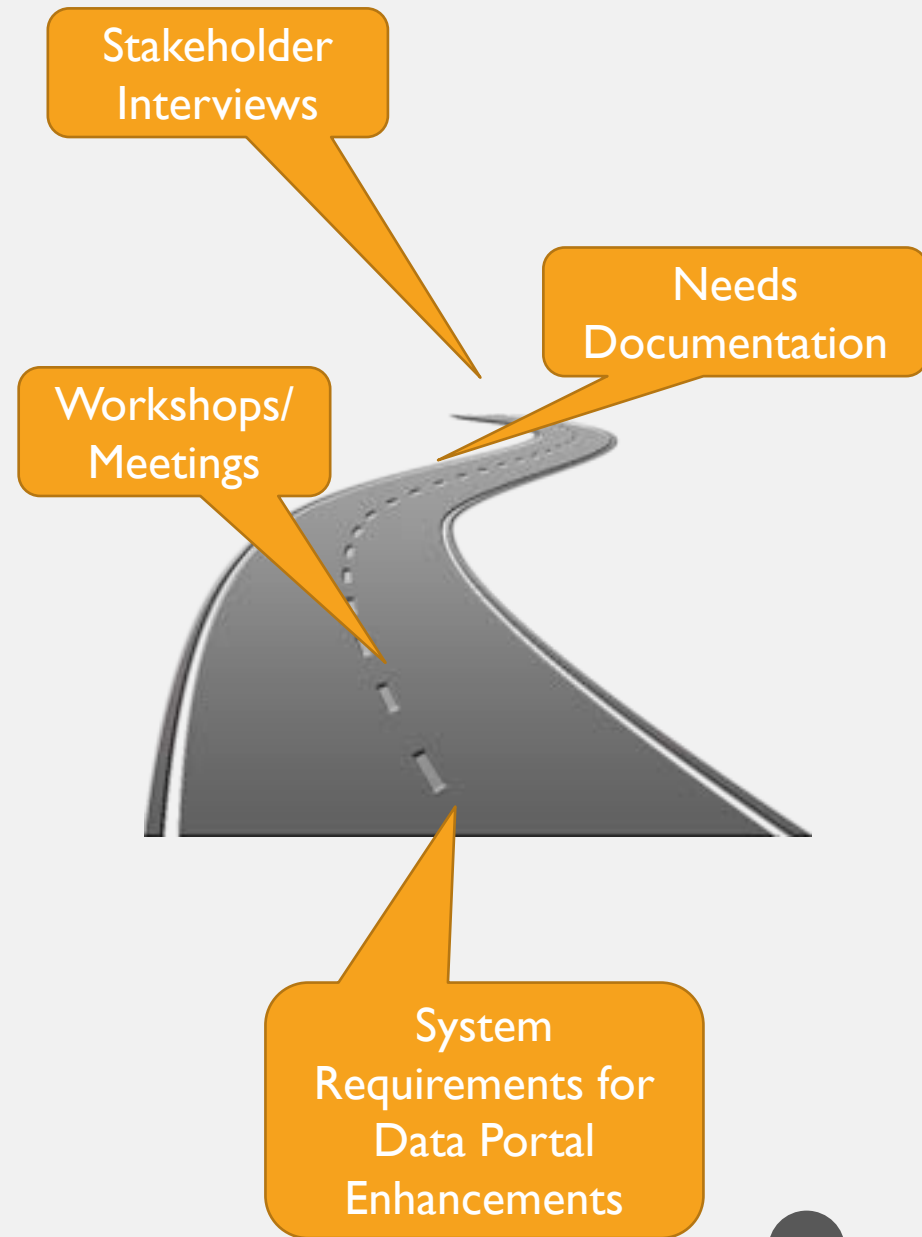 Stakeholder
Interviews
Needs
Documentation
Workshops/
Meetings
System
Requirements for
Data Portal
Enhancements